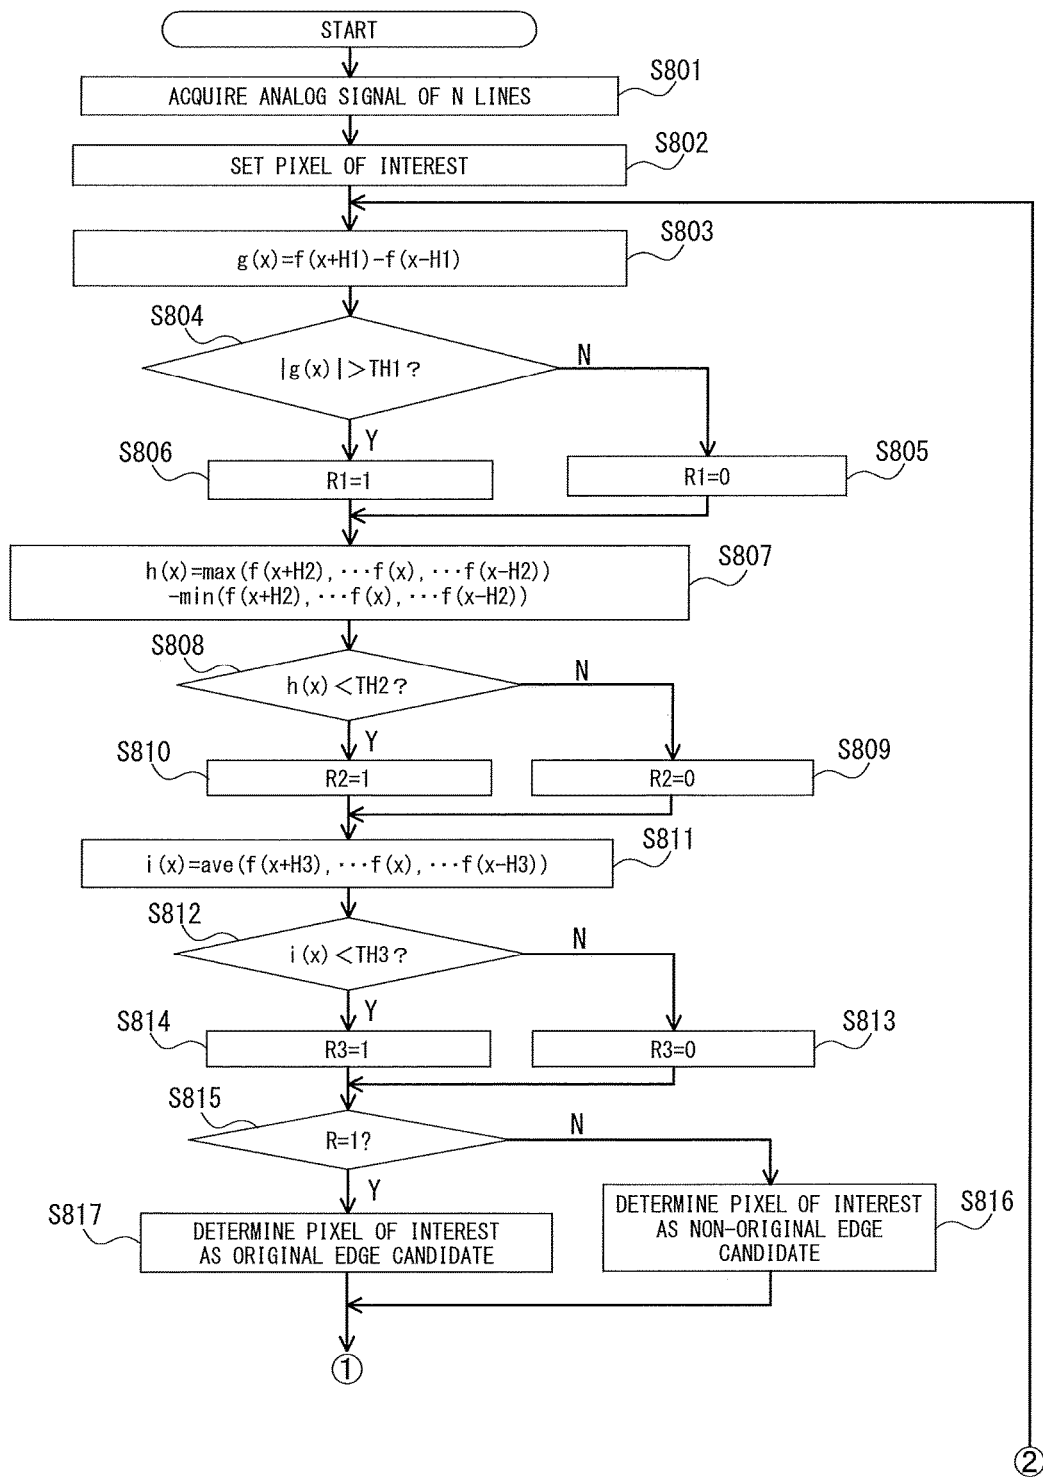 START
S801
ACQUIRE ANALOG SIGNAL OF N LINES
S802
SET PIXEL OF INTEREST
S803
g(x)=f(x+H1)-f(x-H1)
S804
|g(x)|>TH1?
N
Y
S806
R1=1
S805
R1=0
S807
h(x)=max(f(x+H2),···f(x),···f(x-H2))
-min(f(x+H2),···f(x),···f(x-H2))
S808
h(x)<TH2?
N
Y
S810
R2=1
S809
R2=0
S811
i(x)=ave(f(x+H3),···f(x),···f(x-H3))
S812
i(x)<TH3?
N
Y
S814
R3=1
S813
R3=0
S815
R=1?
N
Y
S817
DETERMINE PIXEL OF INTEREST
AS ORIGINAL EDGE CANDIDATE
S816
DETERMINE PIXEL OF INTEREST
AS NON-ORIGINAL EDGE
CANDIDATE
①
②